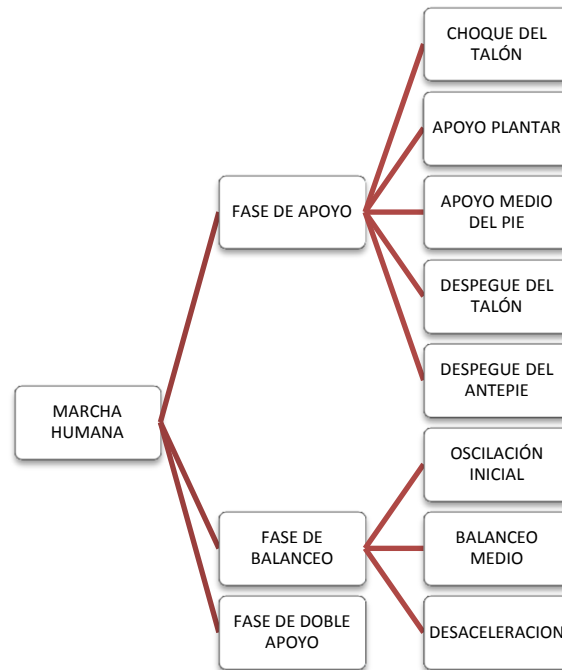 MARCHA
HUMANA
FASE DE APOYO
CHOQUE DEL
TALÓN
APOYO PLANTAR
APOYO MEDIO
DEL PIE
DESPEGUE DEL
TALÓN
DESPEGUE DEL
ANTEPIE
FASE DE
BALANCEO
OSCILACIÓN
INICIAL
BALANCEO
MEDIO
DESACELERACION
FASE DE DOBLE
APOYO